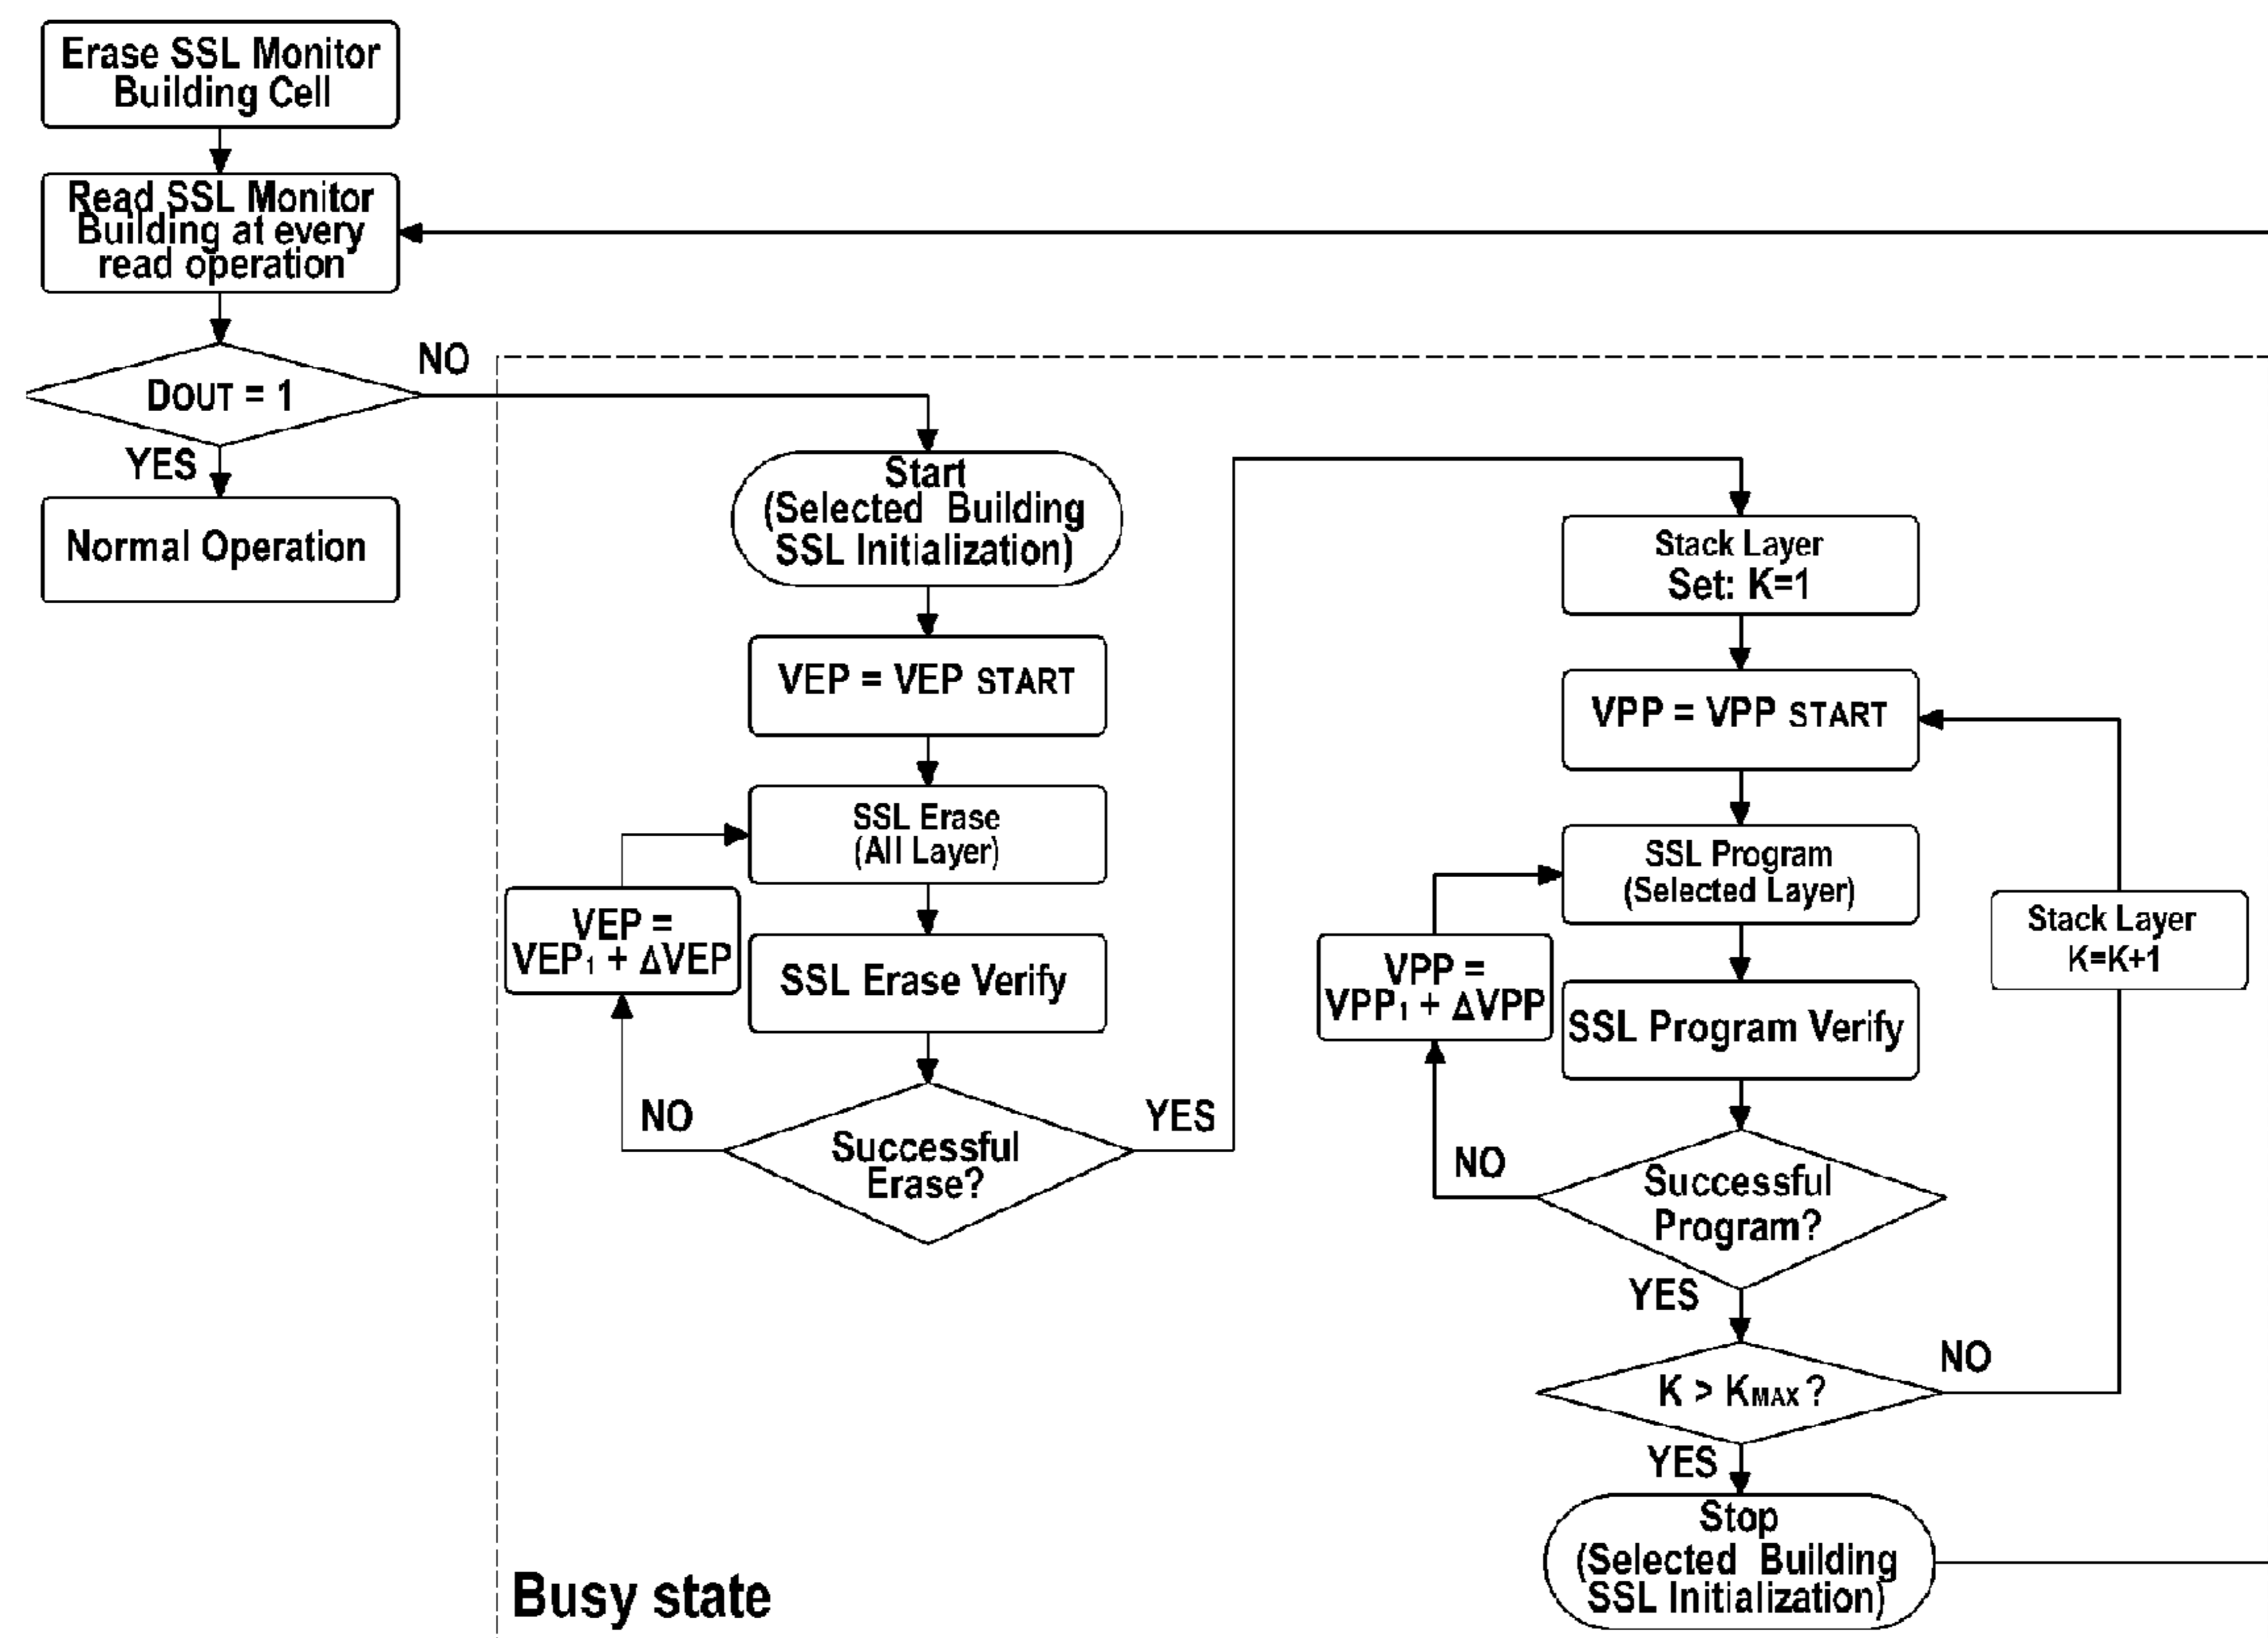 Erase SSL Monitor
Building Cell
Read SSL Monitor
Building at every
read operation
DOUT = 1
NO
YES
Normal Operation
Start
(Selected Building
SSL Initialization)
VEP = VEP START
SSL Erase
(All Layer)
VEP =
VEP₁ + ΔVEP
SSL Erase Verify
NO
Successful
Erase?
YES
Stack Layer
Set: K=1
VPP = VPP START
SSL Program
(Selected Layer)
VPP =
VPP₁ + ΔVPP
SSL Program Verify
Stack Layer
K=K+1
NO
Successful
Program?
YES
K > KMAX ?
NO
YES
Stop
(Selected Building
SSL Initialization)
Busy state